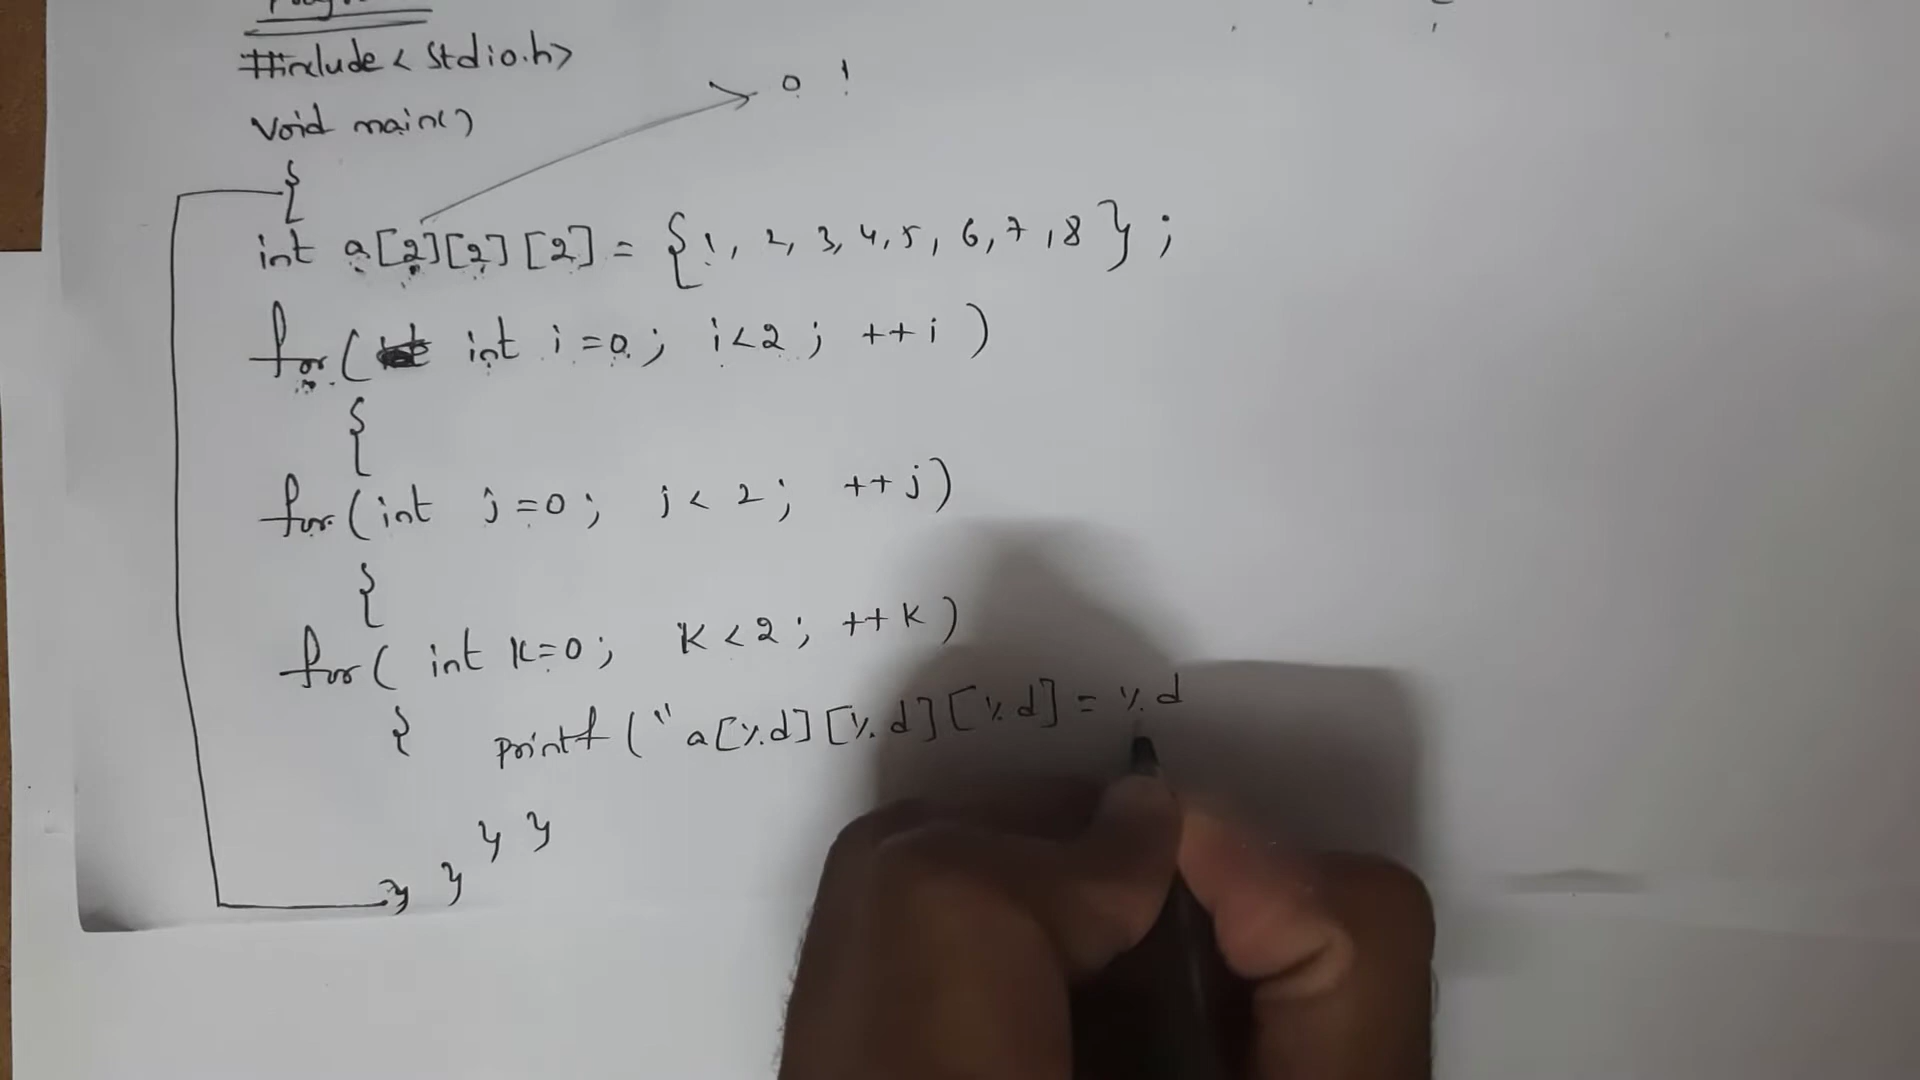 #include < stdio.h>
0 1
void main()
{
int a[2][2][2] = {1, 2, 3, 4, 5, 6, 7, 8};
for( int i=0; i<2; ++i )
{
for(int j=0; j < 2; ++j)
{
for( int k=0; k<2; ++k)
{ printf (" a[%d][%.d][%.d] = %.d
} }
} }